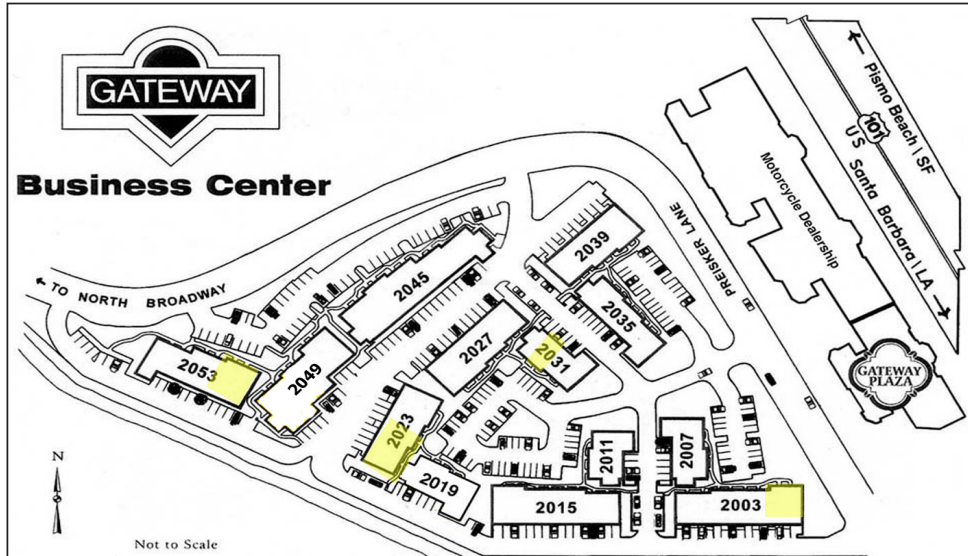 GATEWAY
Business Center
← TO NORTH BROADWAY
PREISKER LANE
Motorcycle Dealership
← Pismo Beach | SF
101
US
Santa Barbara | LA →
GATEWAY
PLAZA
2039
2045
2035
2027
2031
2053
2049
2023
2019
2011
2007
2015
2003
N
Not to Scale